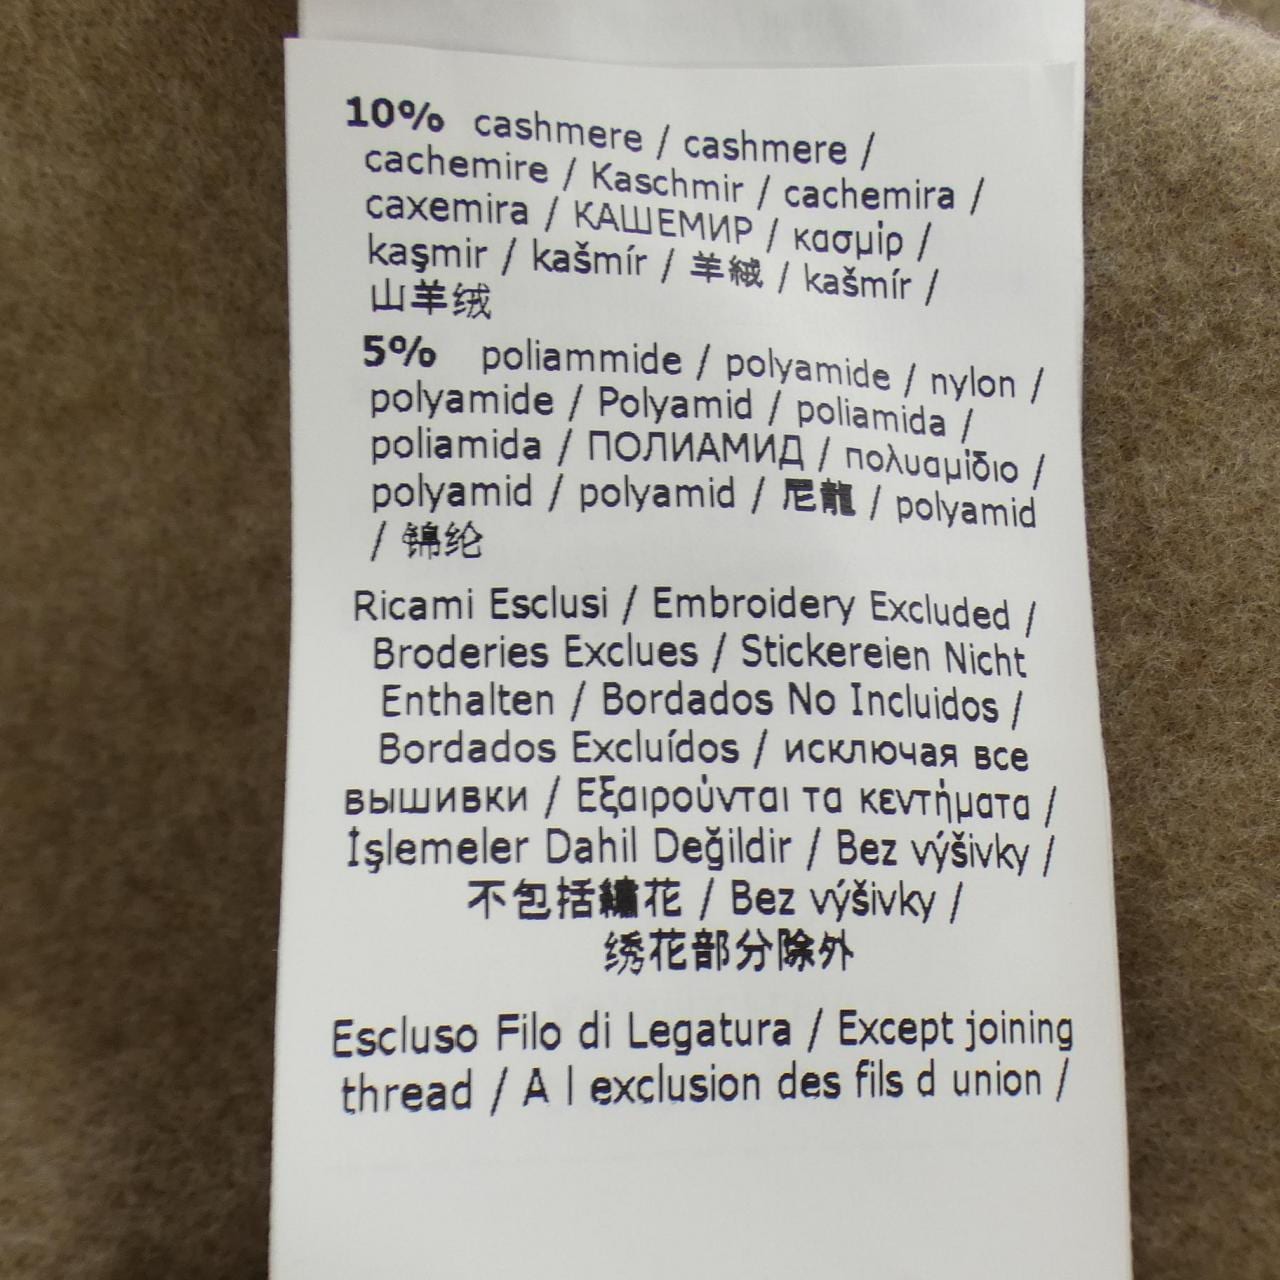 10% cashmere / cashmere /
cachemire / Kaschmir / cachemira /
caxemira / КАШЕМИР / κασμίρ /
kaşmir / kašmír / 羊絨 / kašmír /
山羊绒
5% poliammide / polyamide / nylon /
polyamide / Polyamid / poliamida /
poliamida / ПОЛИАМИД / πολυαμίδιο /
polyamid / polyamid / 尼龍 / polyamid
/ 锦纶
Ricami Esclusi / Embroidery Excluded /
Broderies Exclues / Stickereien Nicht
Enthalten / Bordados No Incluidos /
Bordados Excluídos / исключая все
вышивки / Εξαιρούνται τα κεντήματα /
İşlemeler Dahil Değildir / Bez výšivky /
不包括繡花 / Bez výšivky /
绣花部分除外
Escluso Filo di Legatura / Except joining
thread / A l exclusion des fils d union /